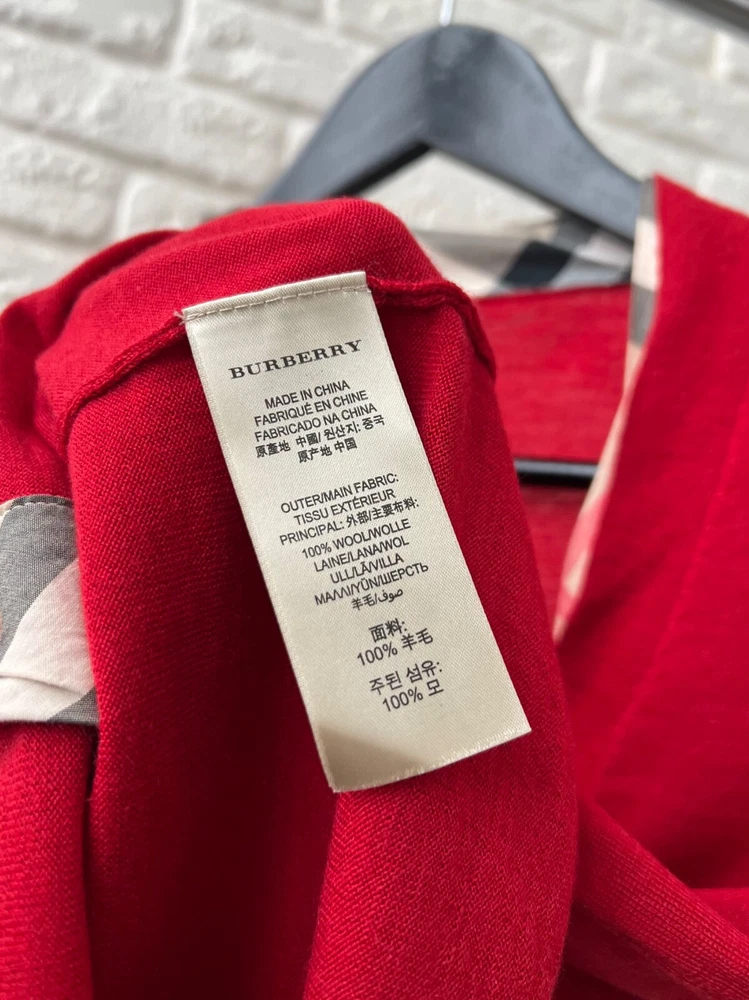 BURBERRY
MADE IN CHINA
FABRIQUÉ EN CHINE
FABRICADO NA CHINA
原產地 中國/ 원산지: 중국
原产地 中国
OUTER/MAIN FABRIC:
TISSU EXTÉRIEUR
PRINCIPAL: 外部/主要布料:
100% WOOL/WOLLE
LAINE/LANA/WOL
ULL/LÃ/VILLA
ΜΑΛΛΙ/YÜN/ШЕРСТЬ
羊毛/صوف
面料:
100% 羊毛
주된 섬유:
100% 모